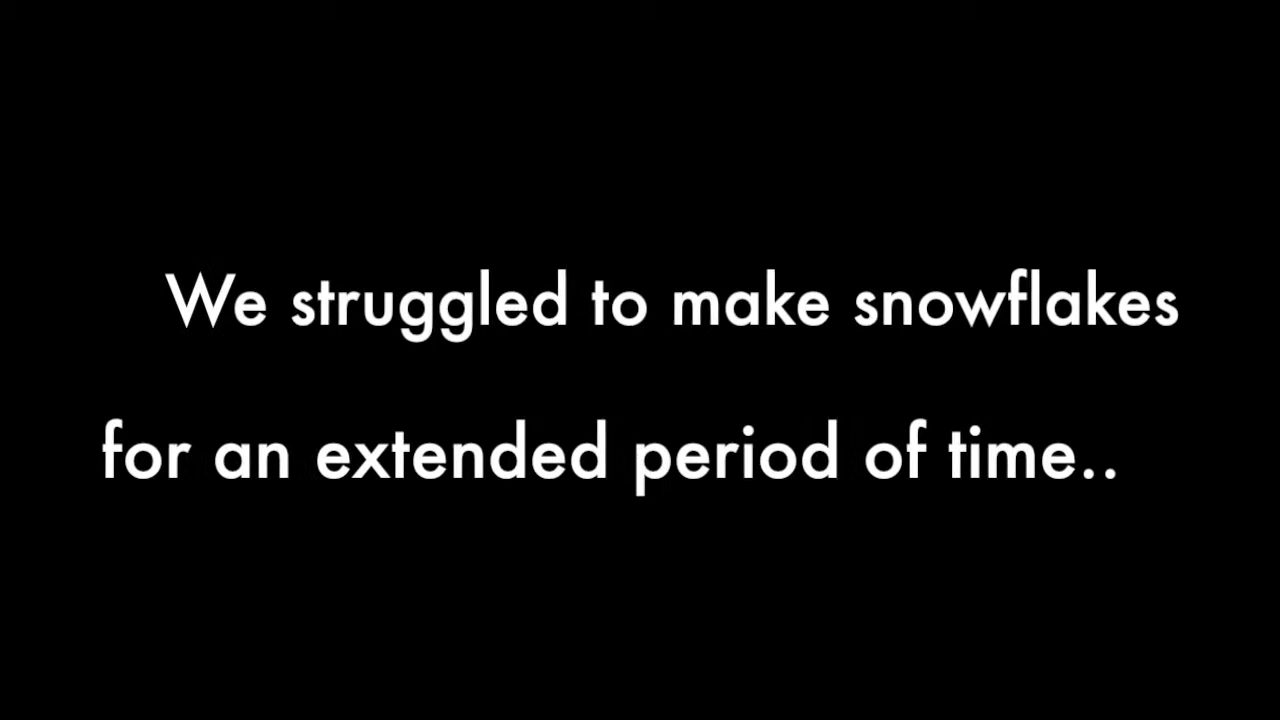 We struggled to make snowflakes
for an extended period of time..